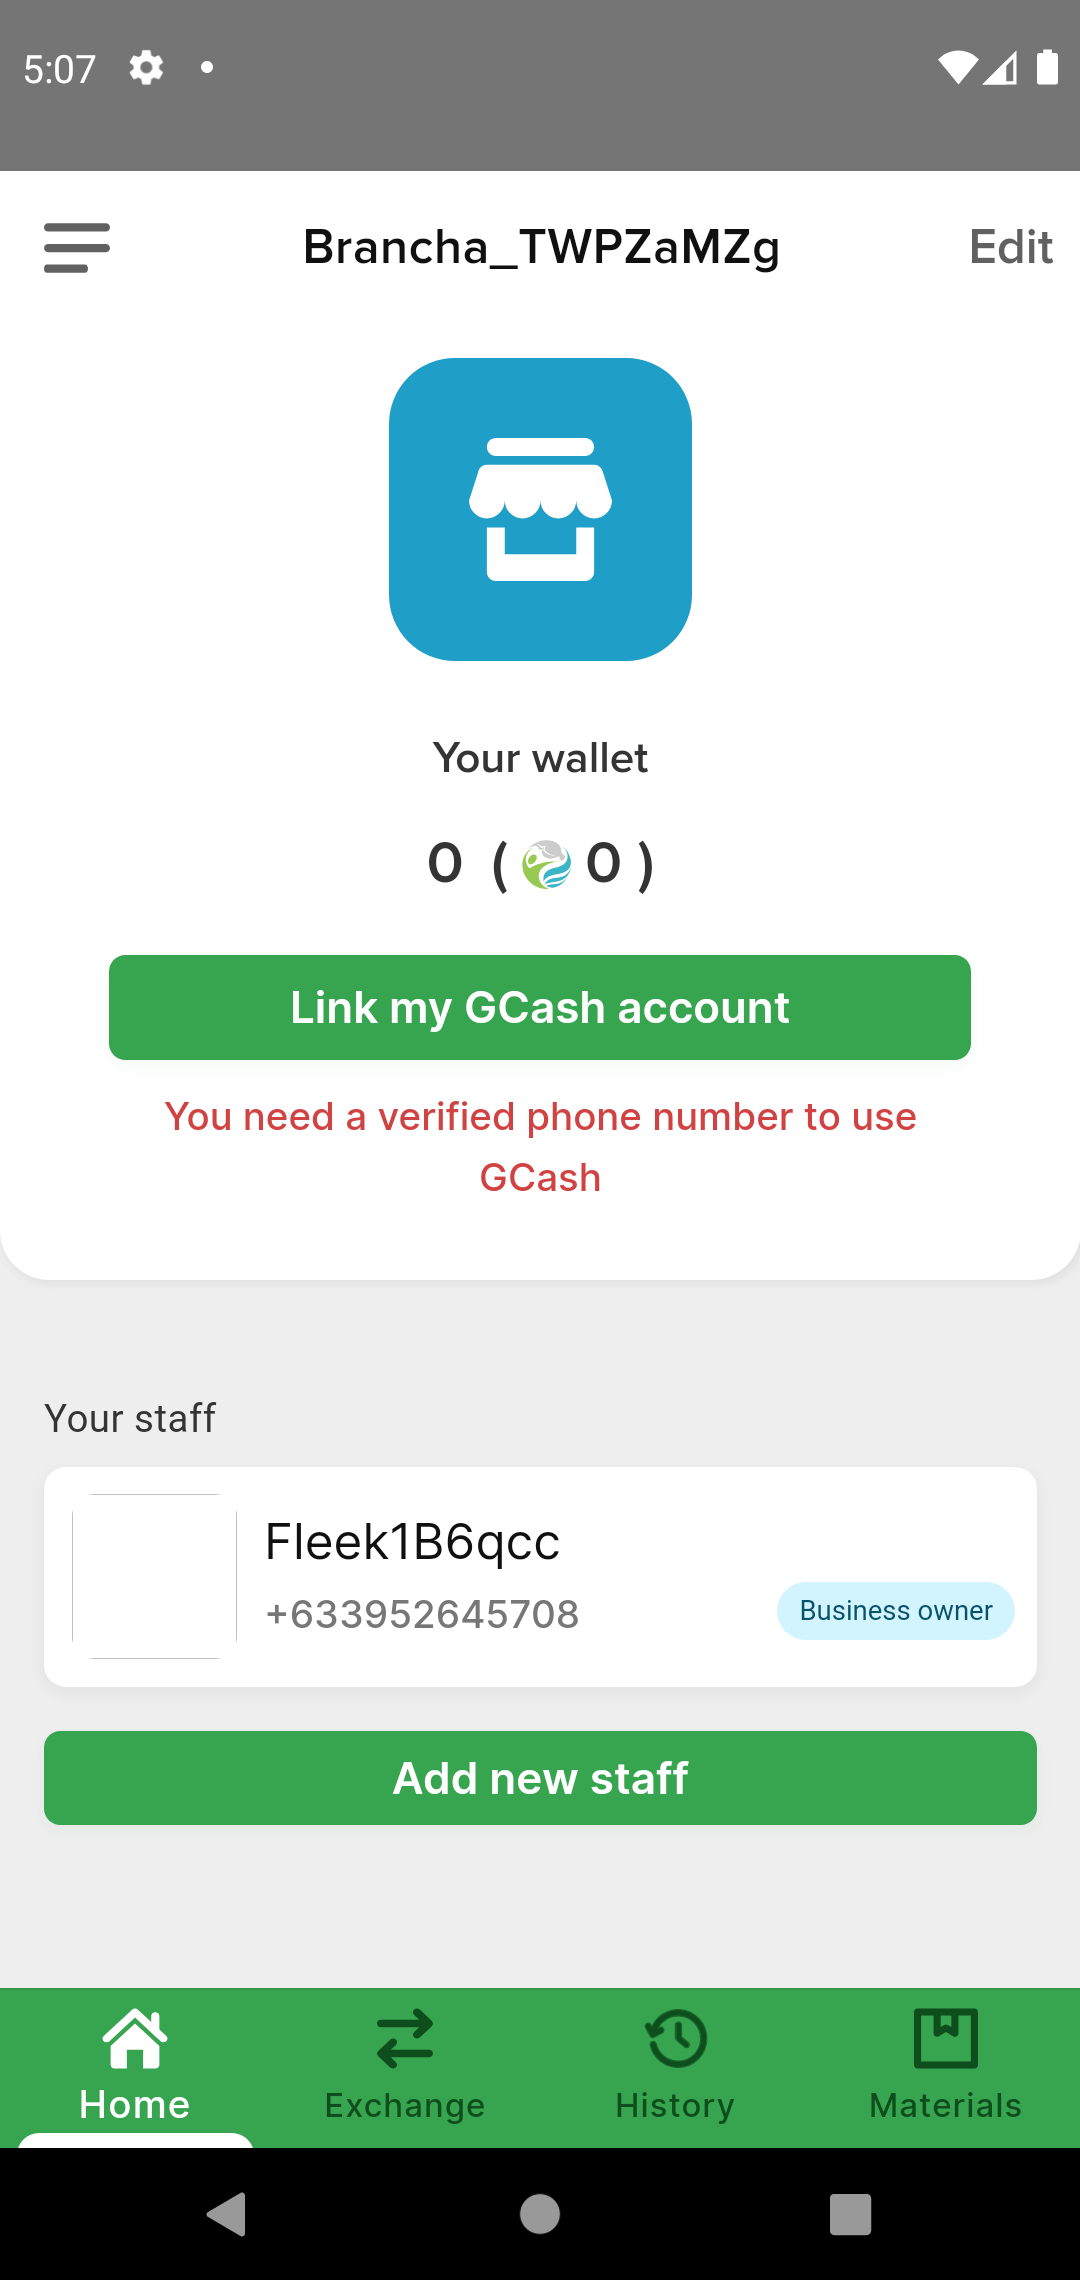 5:07
Brancha_TWPZaMZg
Edit
Your wallet
0 ( 0 )
Link my GCash account
You need a verified phone number to use
GCash
Your staff
Fleek1B6qcc
+633952645708
Business owner
Add new staff
Home
Exchange
History
Materials